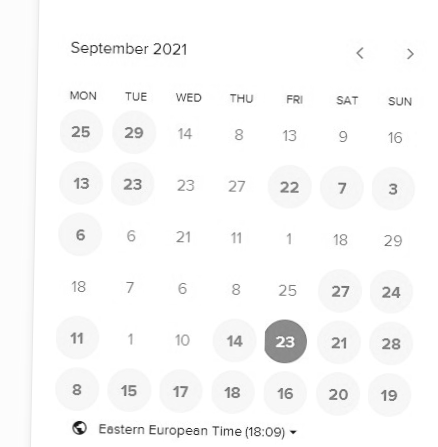 September 2021
MON TUE WED THU FRI SAT SUN
25 29 14 8 13 9 16
13 23 23 27 22 7 3
6 6 21 11 1 18 29
18 7 6 8 25 27 24
11 1 10 14 23 21 28
8 15 17 18 16 20 19
Eastern European Time (18:09)